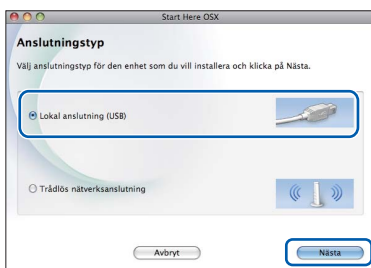 Start Here OSX
Anslutningstyp
Välj anslutningstyp för den enhet som du vill installera och klicka på Nästa.
Lokal anslutning (USB)
Trådlös nätverksanslutning
Avbryt
Nästa